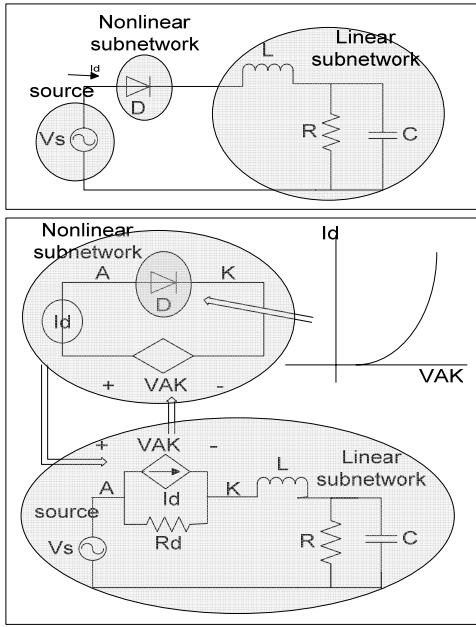 Nonlinear
subnetwork
L
Linear
subnetwork
Id
source
D
Vs
R
C
Nonlinear
subnetwork
Id
A
K
D
Id
VAK
+ VAK -
+ VAK -
A
Id
K
L
Linear
subnetwork
source
Rd
Vs
R
C